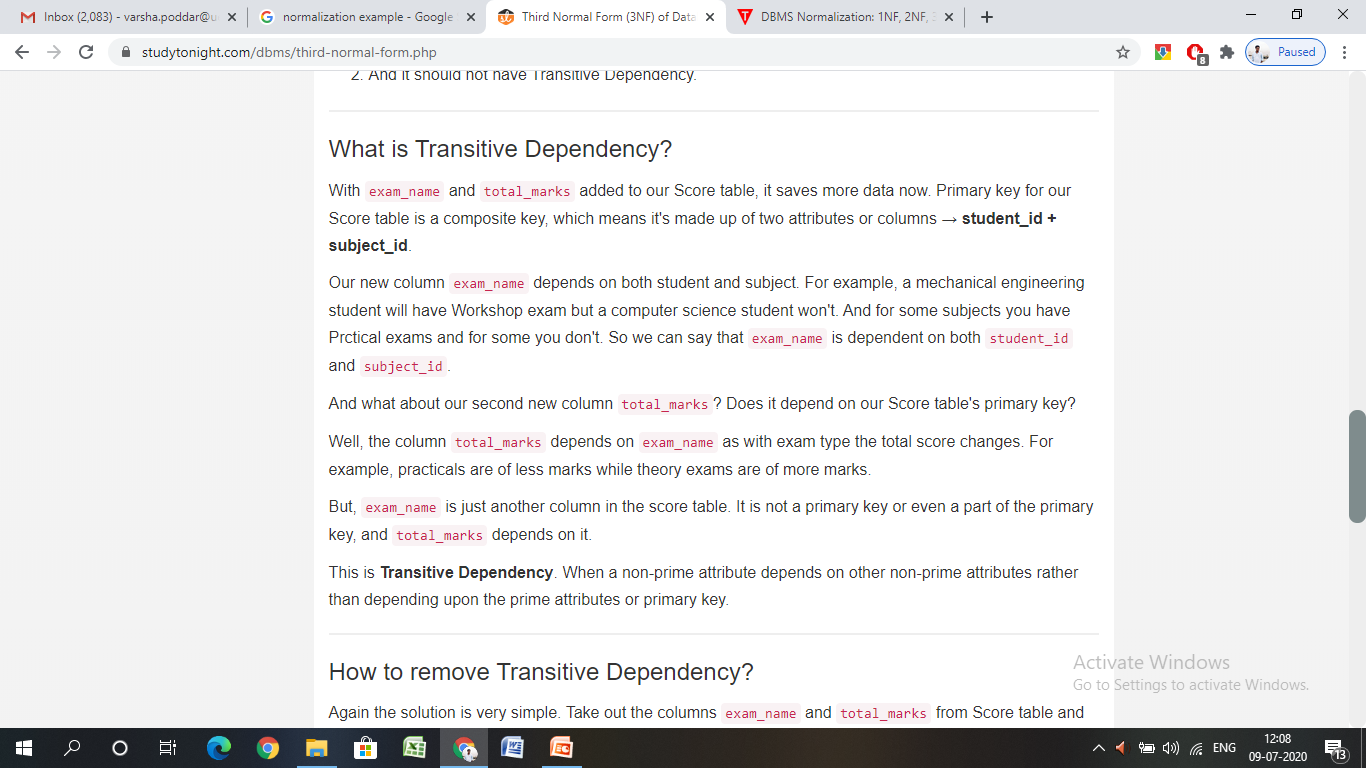 Inbox (2,083) - varsha.poddar@u
normalization example - Google
Third Normal Form (3NF) of Data
DBMS Normalization: 1NF, 2NF, 3
studytonight.com/dbms/third-normal-form.php
8
Paused
2. And it should not have Transitive Dependency.
What is Transitive Dependency?
With exam_name and total_marks added to our Score table, it saves more data now. Primary key for our
Score table is a composite key, which means it's made up of two attributes or columns → student_id +
subject_id.
Our new column exam_name depends on both student and subject. For example, a mechanical engineering
student will have Workshop exam but a computer science student won't. And for some subjects you have
Prctical exams and for some you don't. So we can say that exam_name is dependent on both student_id
and subject_id.
And what about our second new column total_marks? Does it depend on our Score table's primary key?
Well, the column total_marks depends on exam_name as with exam type the total score changes. For
example, practicals are of less marks while theory exams are of more marks.
But, exam_name is just another column in the score table. It is not a primary key or even a part of the primary
key, and total_marks depends on it.
This is Transitive Dependency. When a non-prime attribute depends on other non-prime attributes rather
than depending upon the prime attributes or primary key.
How to remove Transitive Dependency?
Again the solution is very simple. Take out the columns exam_name and total_marks from Score table and
Activate Windows
Go to Settings to activate Windows.
ENG
12:08
09-07-2020
13